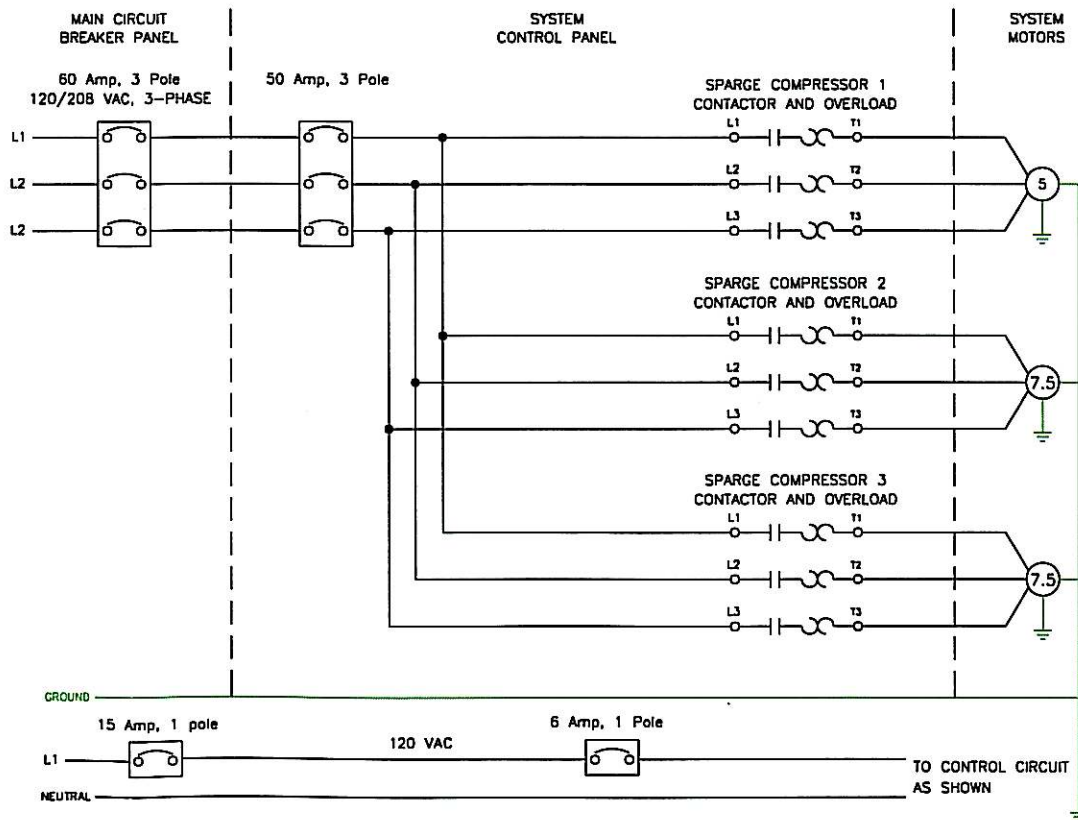 MAIN CIRCUIT
BREAKER PANEL
SYSTEM
CONTROL PANEL
SYSTEM
MOTORS
60 Amp, 3 Pole
120/208 VAC, 3-PHASE
50 Amp, 3 Pole
SPARGE COMPRESSOR 1
CONTACTOR AND OVERLOAD
L1
L1
T1
L2
L2
T2
5
L2
L3
T3
SPARGE COMPRESSOR 2
CONTACTOR AND OVERLOAD
L1
T1
L2
T2
7.5
L3
T3
SPARGE COMPRESSOR 3
CONTACTOR AND OVERLOAD
L1
T1
L2
T2
7.5
L3
T3
GROUND
15 Amp, 1 pole
6 Amp, 1 Pole
L1
120 VAC
TO CONTROL CIRCUIT
AS SHOWN
NEUTRAL